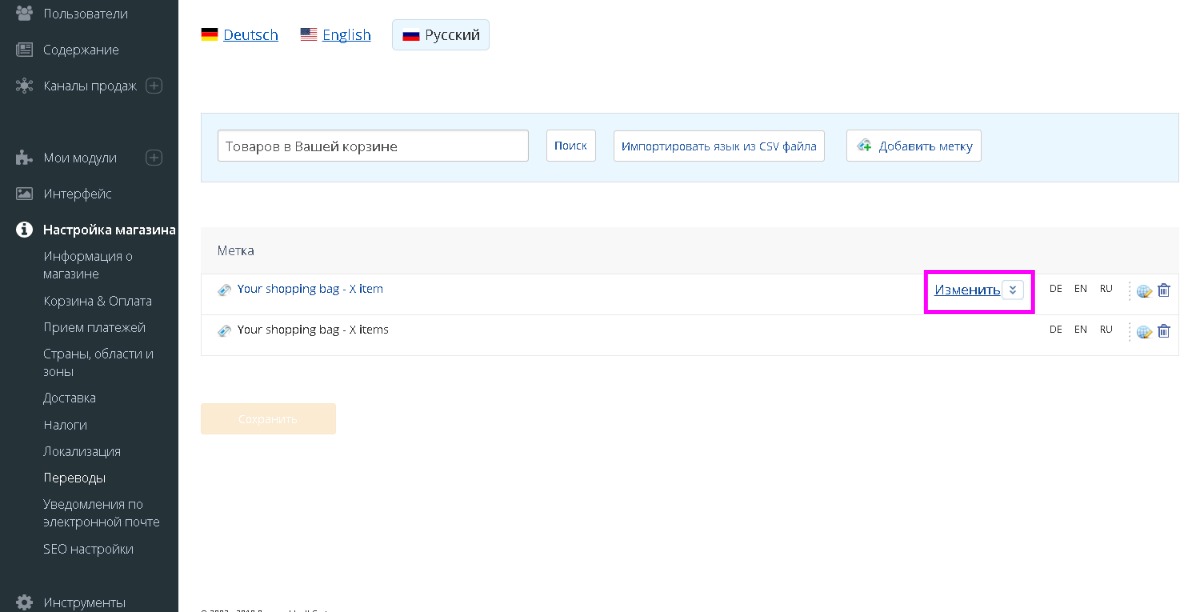 Пользователи
Содержание
Каналы продаж
Мои модули
Интерфейс
Настройка магазина
Информация о
магазине
Корзина & Оплата
Прием платежей
Страны, области и
зоны
Доставка
Налоги
Локализация
Переводы
Уведомления по
электронной почте
SEO настройки
Инструменты
Deutsch English Русский
Товаров в Вашей корзине Поиск Импортировать язык из CSV файла Добавить метку
Метка
Your shopping bag - X item Изменить DE EN RU
Your shopping bag - X items DE EN RU
Сохранить